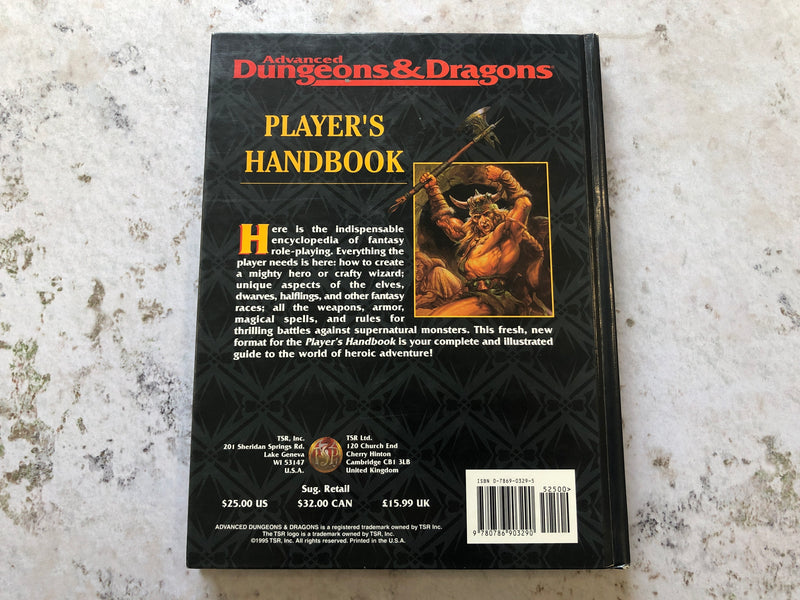 Advanced
Dungeons & Dragons®
PLAYER'S
HANDBOOK
Here is the indispensable
encyclopedia of fantasy
role-playing. Everything the
player needs is here: how to create
a mighty hero or crafty wizard;
unique aspects of the elves,
dwarves, halflings, and other fantasy
races; all the weapons, armor,
magical spells, and rules for
thrilling battles against supernatural monsters. This fresh, new
format for the Player's Handbook is your complete and illustrated
guide to the world of heroic adventure!
TSR, Inc.
201 Sheridan Springs Rd.
Lake Geneva
WI 53147
U.S.A.
TSR
TSR Ltd.
120 Church End
Cherry Hinton
Cambridge CB1 3LB
United Kingdom
Sug. Retail
$25.00 US $32.00 CAN £15.99 UK
ADVANCED DUNGEONS & DRAGONS is a registered trademark owned by TSR Inc.
The TSR logo is a trademark owned by TSR, Inc.
©1995 TSR, Inc. All rights reserved. Printed in the U.S.A.
ISBN 0-7869-0329-5
52500>
9 780786 903290